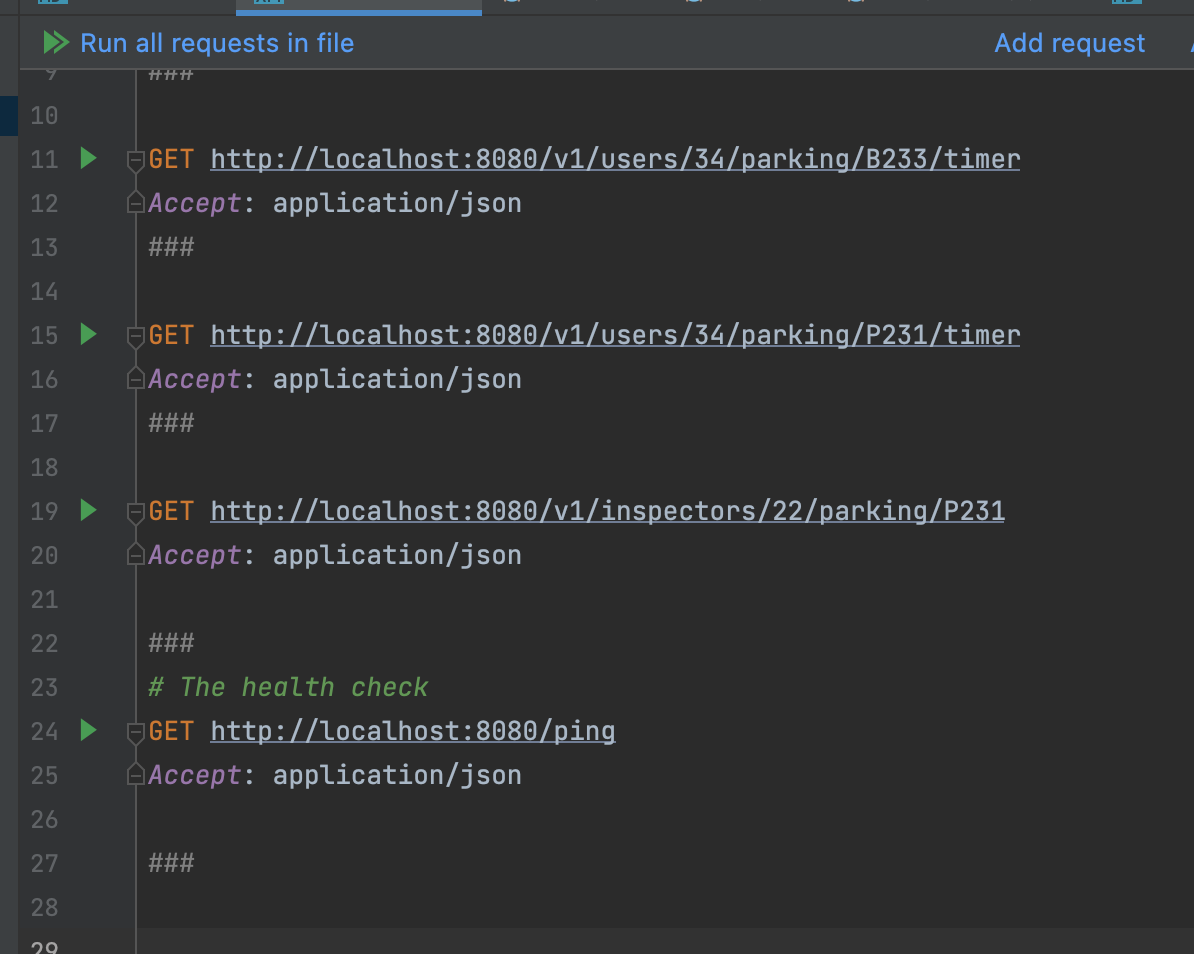 Run all requests in file Add request
9 ###
10
11 GET http://localhost:8080/v1/users/34/parking/B233/timer
12 Accept: application/json
13 ###
14
15 GET http://localhost:8080/v1/users/34/parking/P231/timer
16 Accept: application/json
17 ###
18
19 GET http://localhost:8080/v1/inspectors/22/parking/P231
20 Accept: application/json
21
22 ###
23 # The health check
24 GET http://localhost:8080/ping
25 Accept: application/json
26
27 ###
28
29